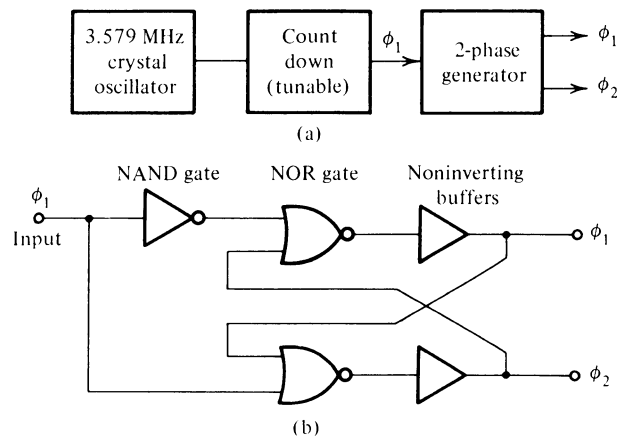 3.579 MHz
crystal
oscillator
Count
down
(tunable)
ϕ1
2-phase
generator
ϕ1
ϕ2
(a)
NAND gate
NOR gate
Noninverting
buffers
ϕ1
Input
ϕ1
ϕ2
(b)